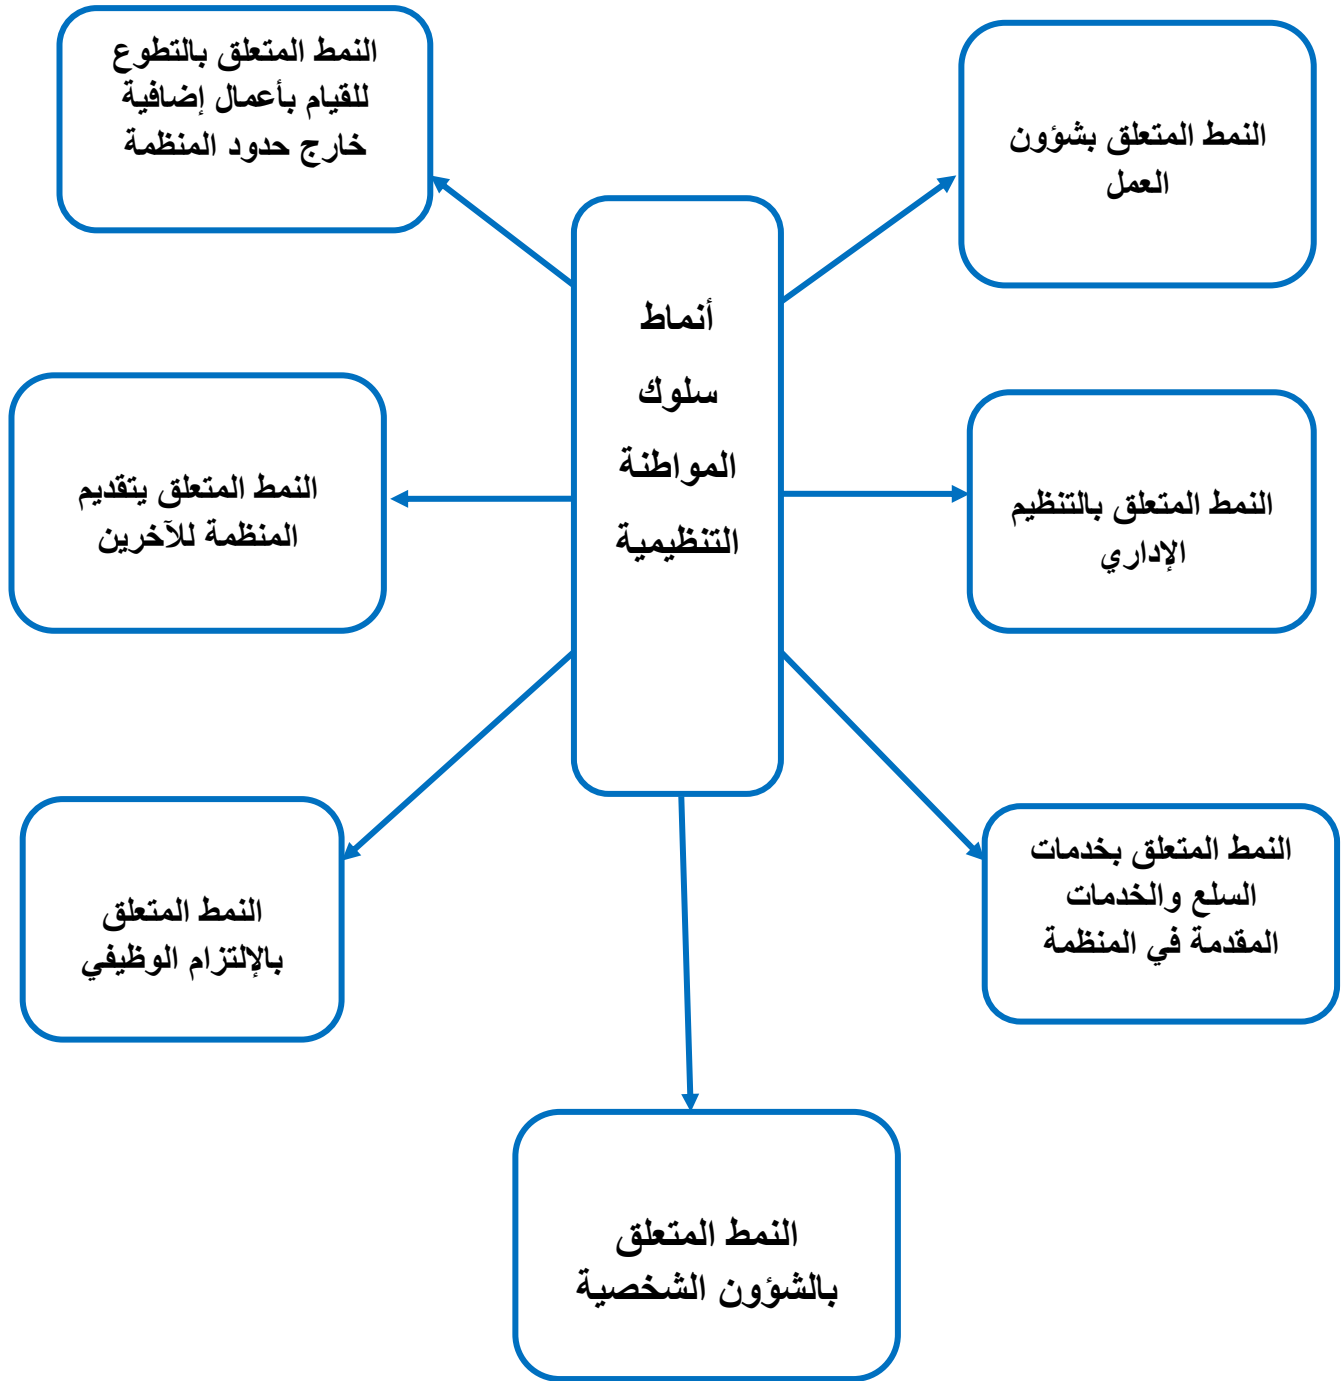 النمط المتعلق بشؤون
العمل
النمط المتعلق بالتطوع
للقيام بأعمال إضافية
خارج حدود المنظمة
أنماط
سلوك
المواطنة
التنظيمية
النمط المتعلق بالتنظيم
الإداري
النمط المتعلق يتقديم
المنظمة للآخرين
النمط المتعلق بخدمات
السلع والخدمات
المقدمة في المنظمة
النمط المتعلق
بالإلتزام الوظيفي
النمط المتعلق
بالشؤون الشخصية